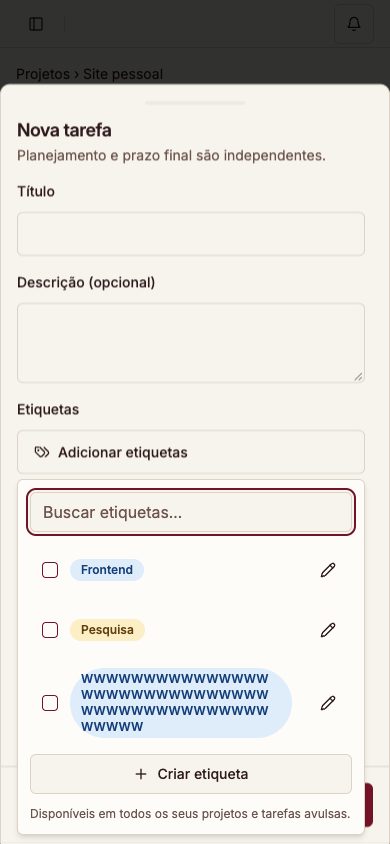 Projetos › Site pessoal
Nova tarefa
Planejamento e prazo final são independentes.
Título
Descrição (opcional)
Etiquetas
Adicionar etiquetas
Buscar etiquetas...
Frontend
Pesquisa
WWWWWWWWWWWWWWW
WWWWWWWWWWWWWWW
WWWWWWWWWWWWWWW
WWWWW
Criar etiqueta
Disponíveis em todos os seus projetos e tarefas avulsas.